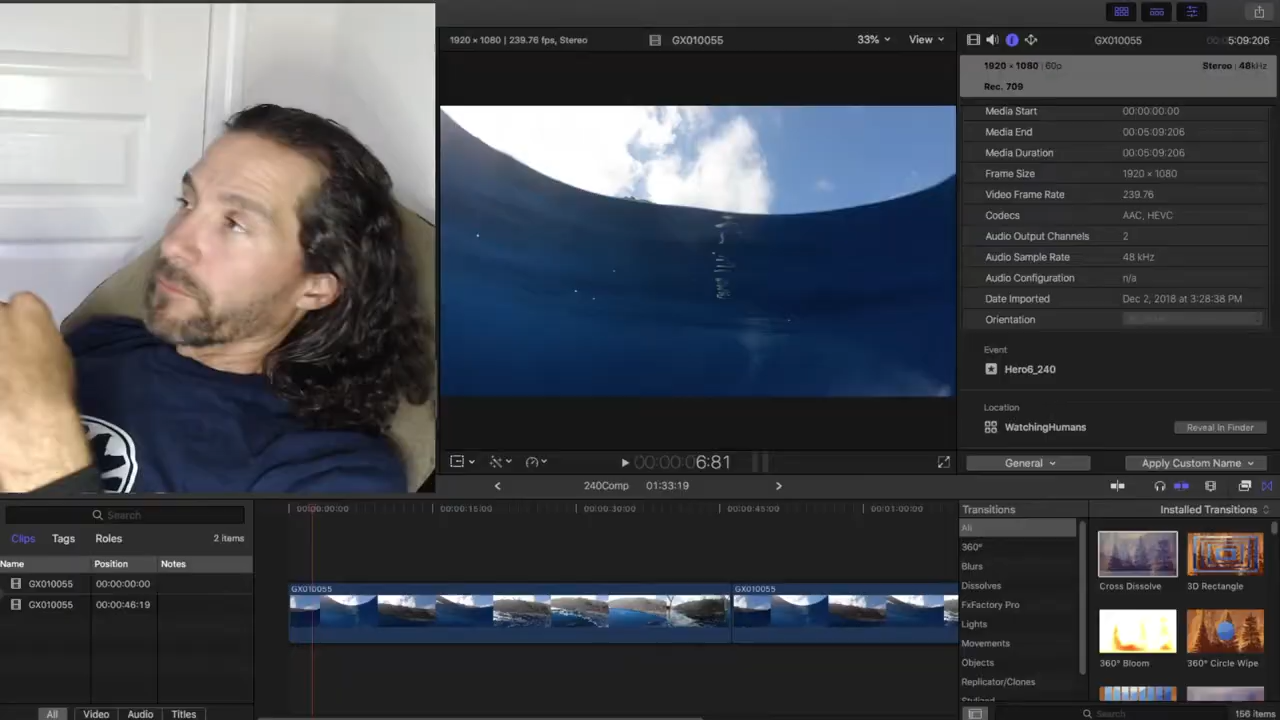 1920 × 1080 | 239.76 fps, Stereo
GX010055
33%
View
GX010055
5:09:206
1920 × 1080 | 60p
Stereo | 48kHz
Rec. 709
Media Start 00:00:00:00
Media End 00:05:09:206
Media Duration 00:05:09:206
Frame Size 1920 × 1080
Video Frame Rate 239.76
Codecs AAC, HEVC
Audio Output Channels 2
Audio Sample Rate 48 kHz
Audio Configuration n/a
Date Imported Dec 2, 2018 at 3:28:38 PM
Orientation
Event
Hero6_240
Location
WatchingHumans
Reveal In Finder
General
Apply Custom Name
00:00:06:81
240Comp 01:33:19
Search
Clips Tags Roles 2 items
Name Position Notes
GX010055 00:00:00:00
GX010055 00:00:46:19
All Video Audio Titles
00:00:00:00 00:00:15:00 00:00:30:00 00:00:45:00 00:01:00:00
GX010055
GX010055
Transitions
Installed Transitions
All
360°
Blurs
Dissolves
FxFactory Pro
Lights
Movements
Objects
Replicator/Clones
Cross Dissolve
3D Rectangle
360° Bloom
360° Circle Wipe
Search
156 items